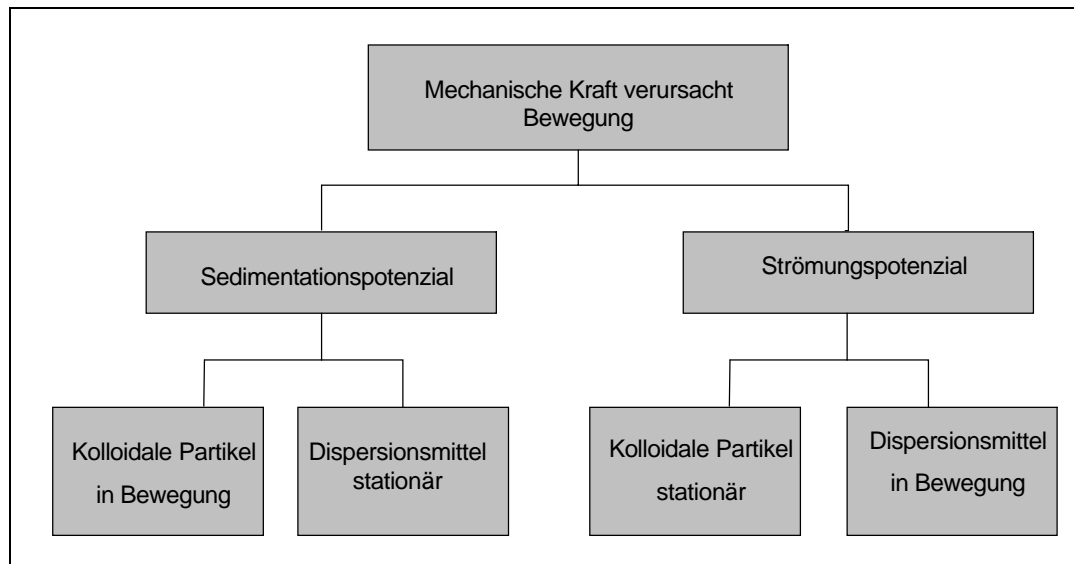 Mechanische Kraft verursacht
Bewegung
Sedimentationspotenzial
Strömungspotenzial
Kolloidale Partikel
in Bewegung
Dispersionsmittel
stationär
Kolloidale Partikel
stationär
Dispersionsmittel
in Bewegung